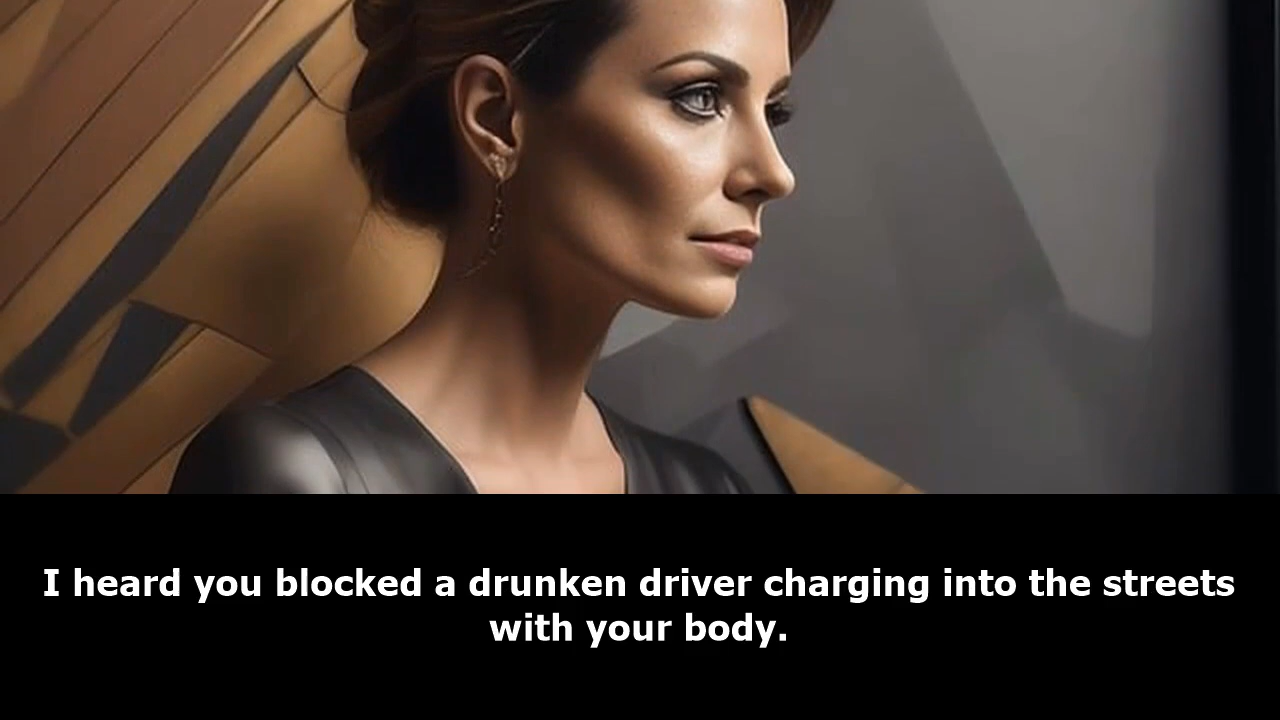 I heard you blocked a drunken driver charging into the streets
with your body.